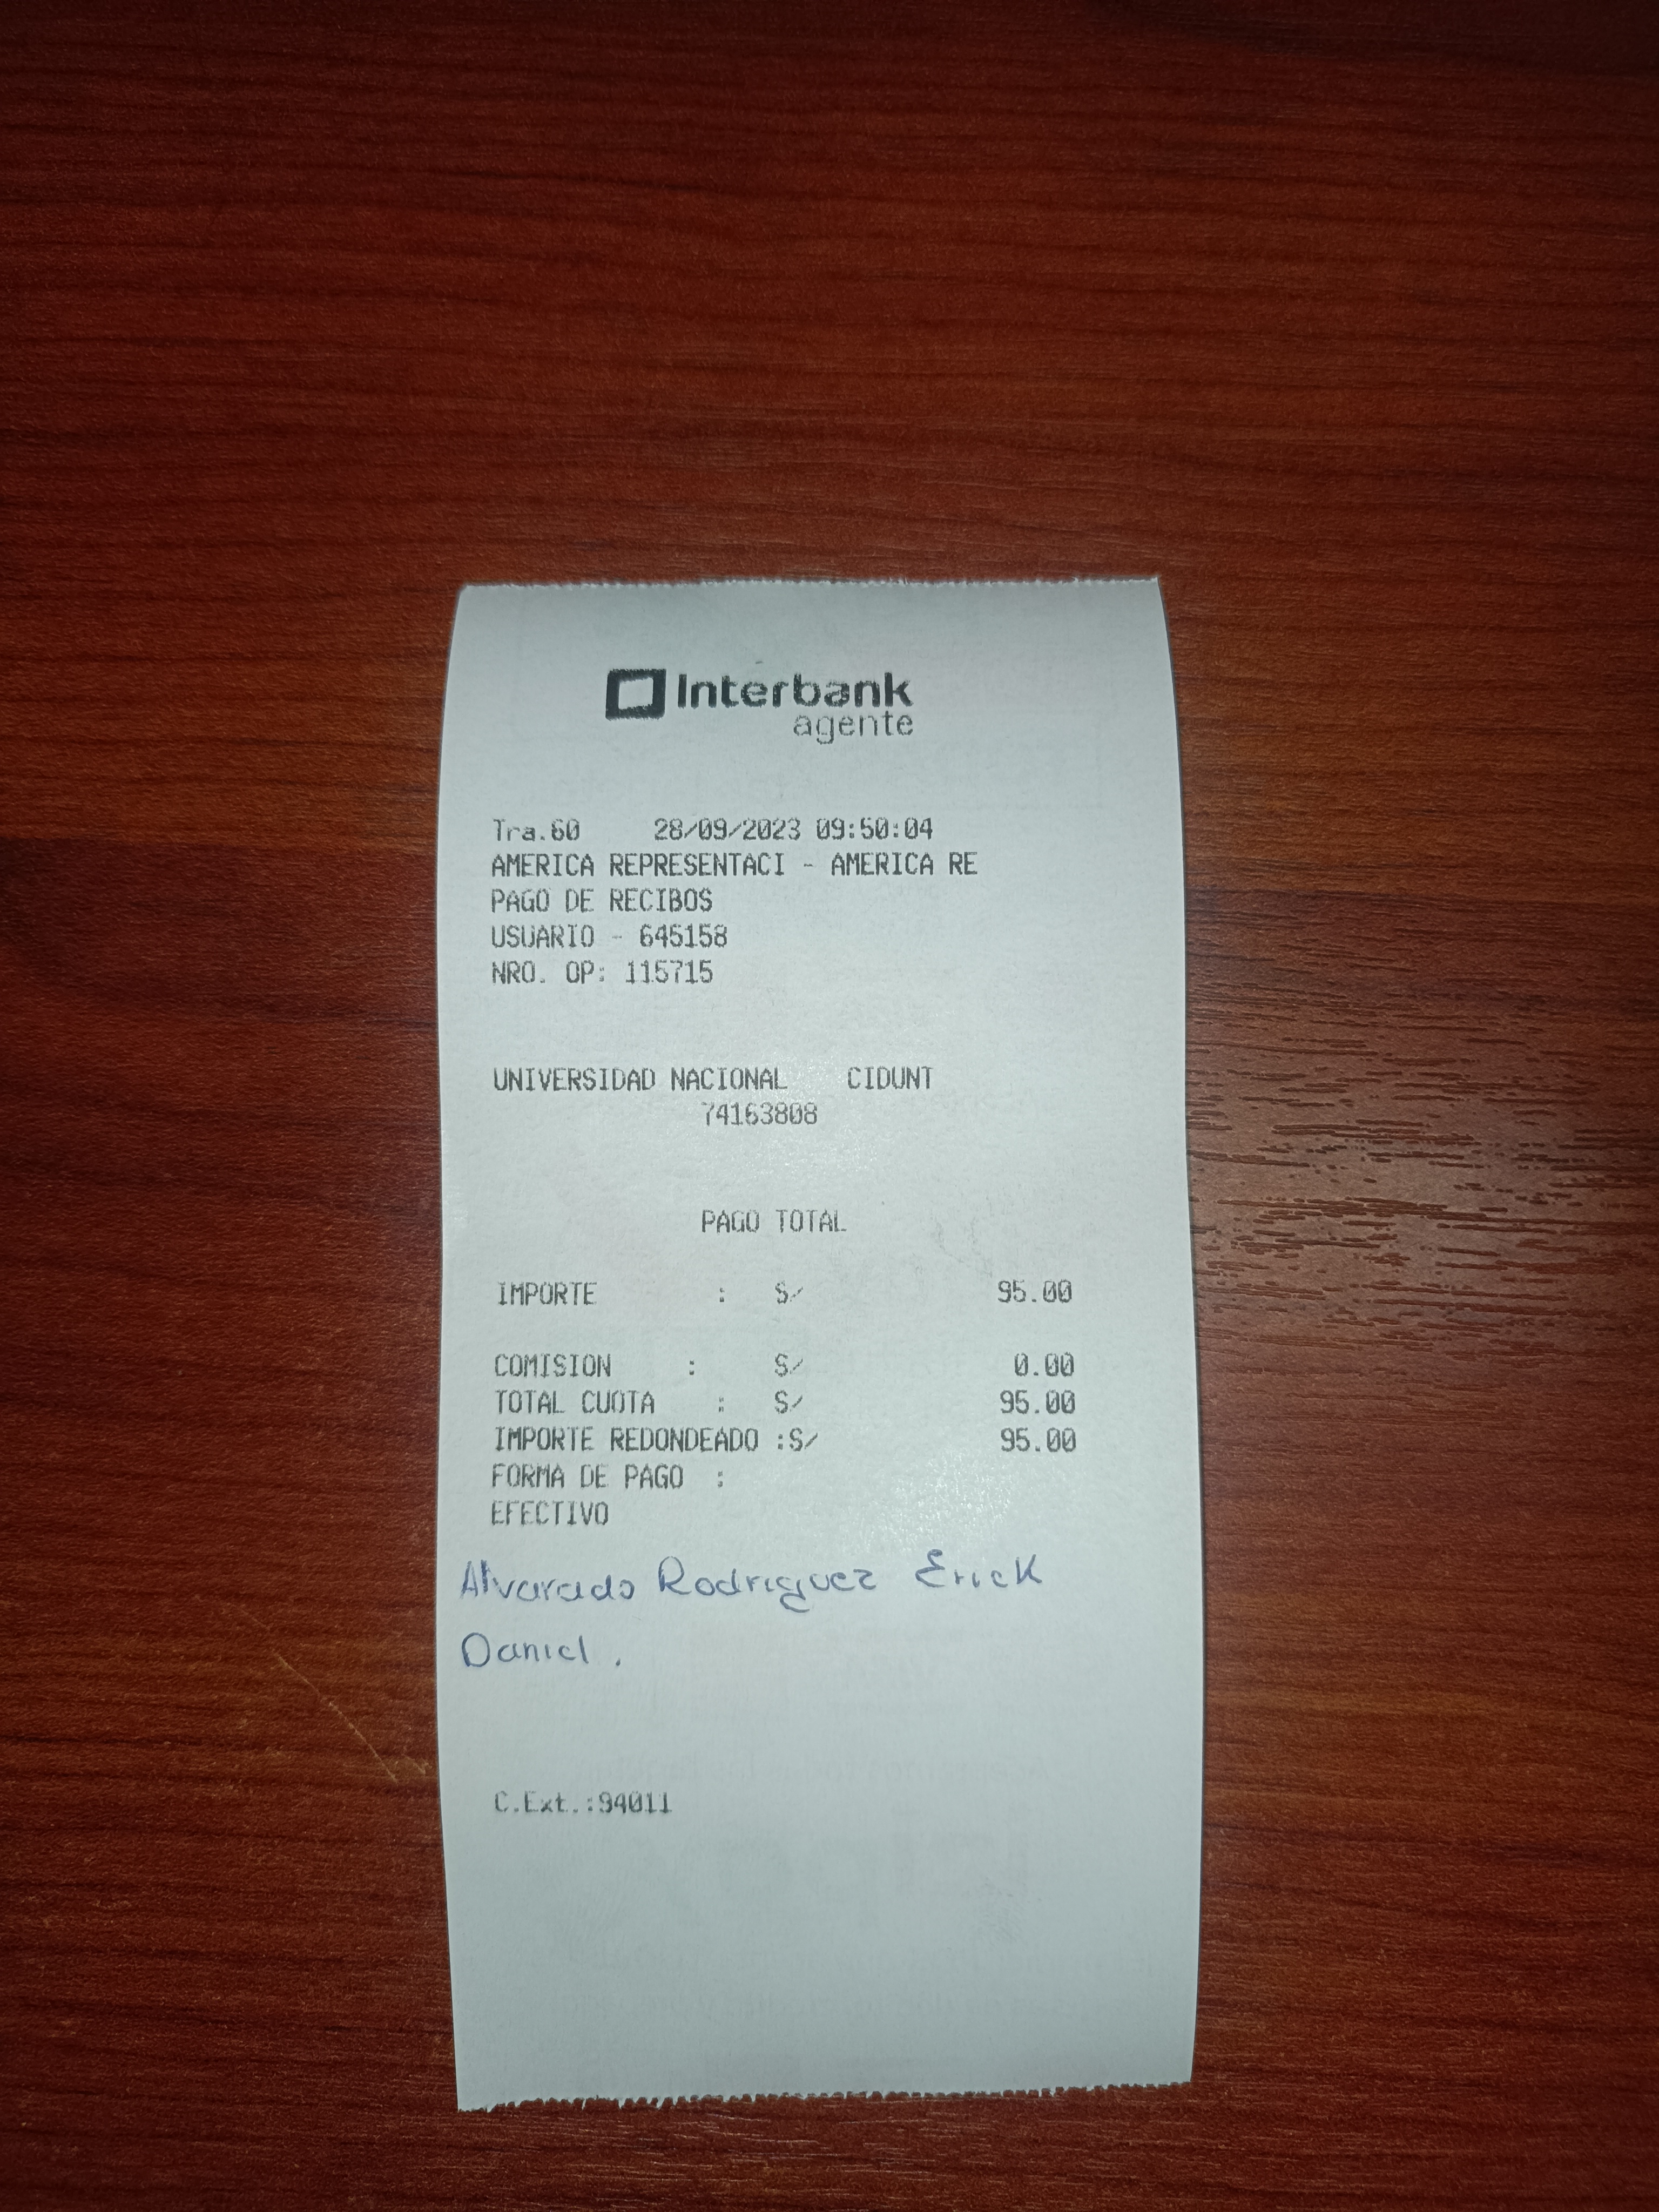 Interbank
agente
Tra.60 28/09/2023 09:50:04
AMERICA REPRESENTACI - AMERICA RE
PAGO DE RECIBOS
USUARIO - 645158
NRO. OP: 115715
UNIVERSIDAD NACIONAL CIDUNT
74163808
PAGO TOTAL
IMPORTE : S/ 95.00
COMISION : S/ 0.00
TOTAL CUOTA : S/ 95.00
IMPORTE REDONDEADO :S/ 95.00
FORMA DE PAGO :
EFECTIVO
Alvarado Rodriguez Erick
Daniel.
C.Ext.:94011